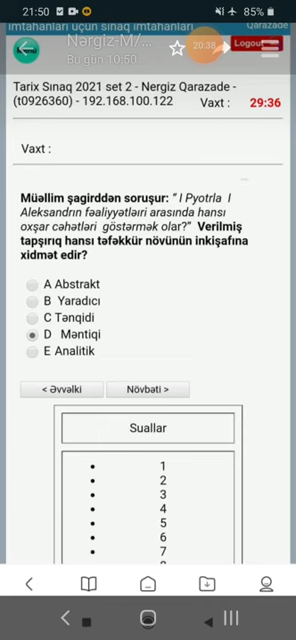 21:50
85%
imtahanları üçün sınaq imtahanları
Qarazade
Nərgiz-M/...
Bu gün 10:50
20:38
Logout
Tarix Sınaq 2021 set 2 - Nergiz Qarazade -
(t0926360) - 192.168.100.122
Vaxt :
29:36
Vaxt :
Müəllim şagirddən soruşur: “ I Pyotrla I
Aleksandrın fəaliyyətləıri arasında hansı
oxşar cəhətləri göstərmək olar?” Verilmiş
tapşırıq hansı təfəkkür növünün inkişafına
xidmət edir?
A Abstrakt
B Yaradıcı
C Tənqidi
D Məntiqi
E Analitik
< Əvvəlki
Növbəti >
Suallar
1
2
3
4
5
6
7